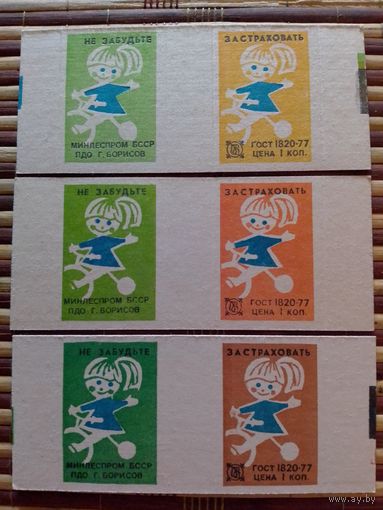 НЕ ЗАБУДЬТЕ
ЗАСТРАХОВАТЬ
МИНЛЕСПРОМ БССР
ПДО Г. БОРИСОВ
ГОСТ 1820-77
ЦЕНА 1 КОП.
НЕ ЗАБУДЬТЕ
ЗАСТРАХОВАТЬ
МИНЛЕСПРОМ БССР
ПДО Г. БОРИСОВ
ГОСТ 1820-77
ЦЕНА 1 КОП.
НЕ ЗАБУДЬТЕ
ЗАСТРАХОВАТЬ
МИНЛЕСПРОМ БССР
ПДО Г. БОРИСОВ
ГОСТ 1820-77
ЦЕНА 1 КОП.
www.ay.by